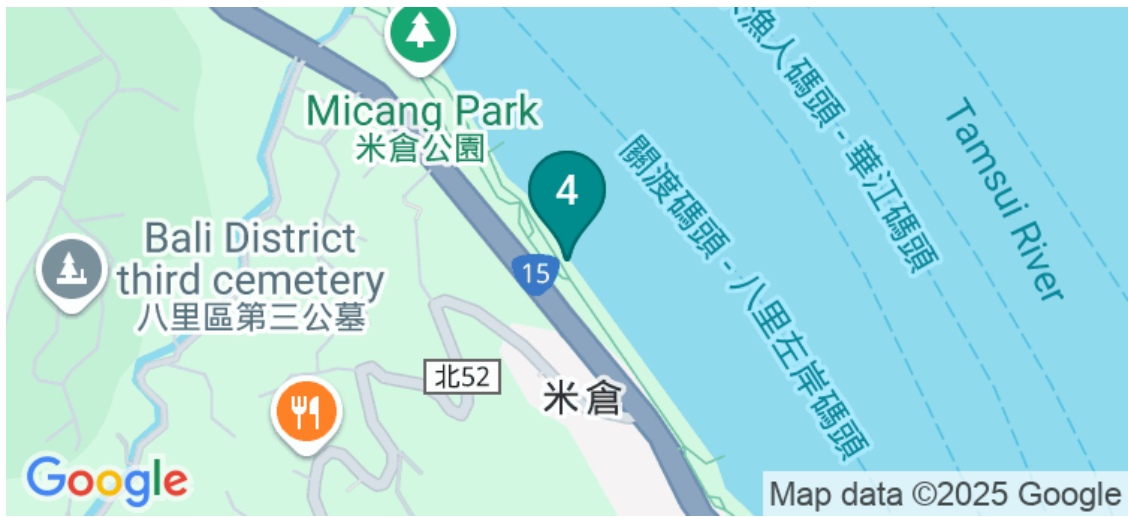 漁人碼頭 - 華江碼頭
Micang Park
米倉公園
關渡碼頭 - 八里左岸碼頭
Tamsui River
4
Bali District
third cemetery
八里區第三公墓
15
北52
米倉
Google
Map data ©2025 Google